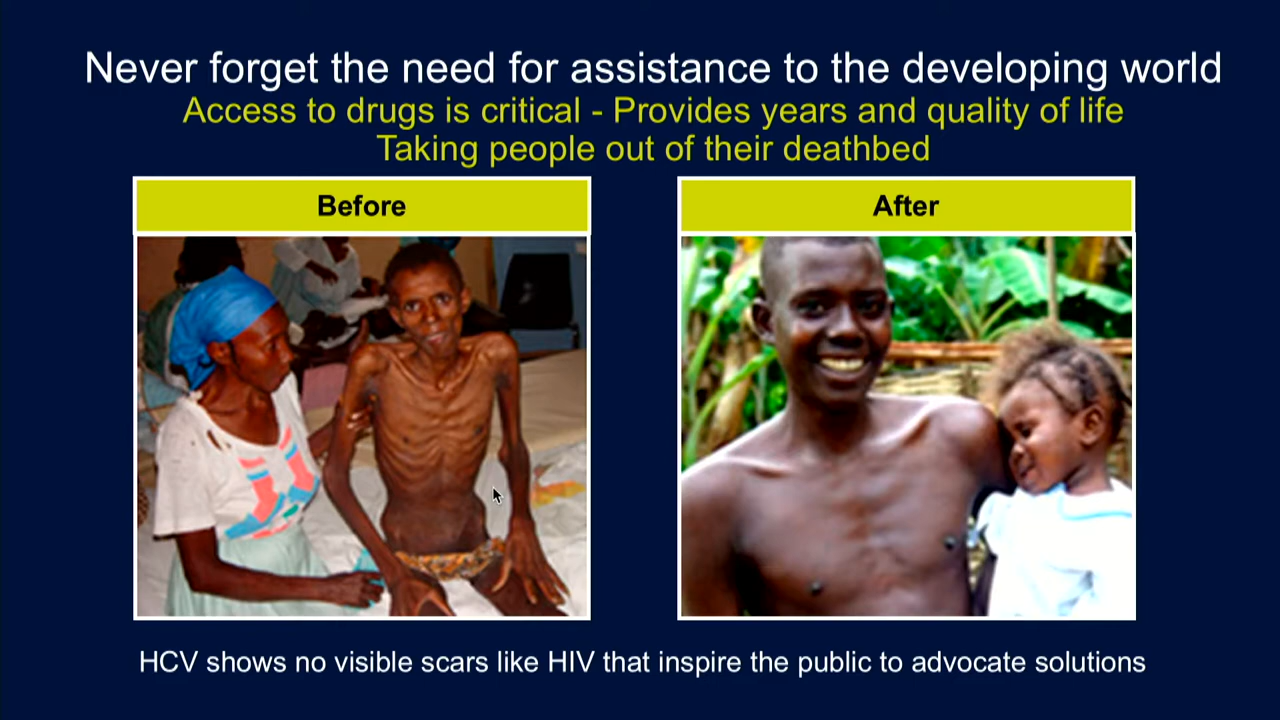 Never forget the need for assistance to the developing world
Access to drugs is critical - Provides years and quality of life
Taking people out of their deathbed
Before
After
HCV shows no visible scars like HIV that inspire the public to advocate solutions